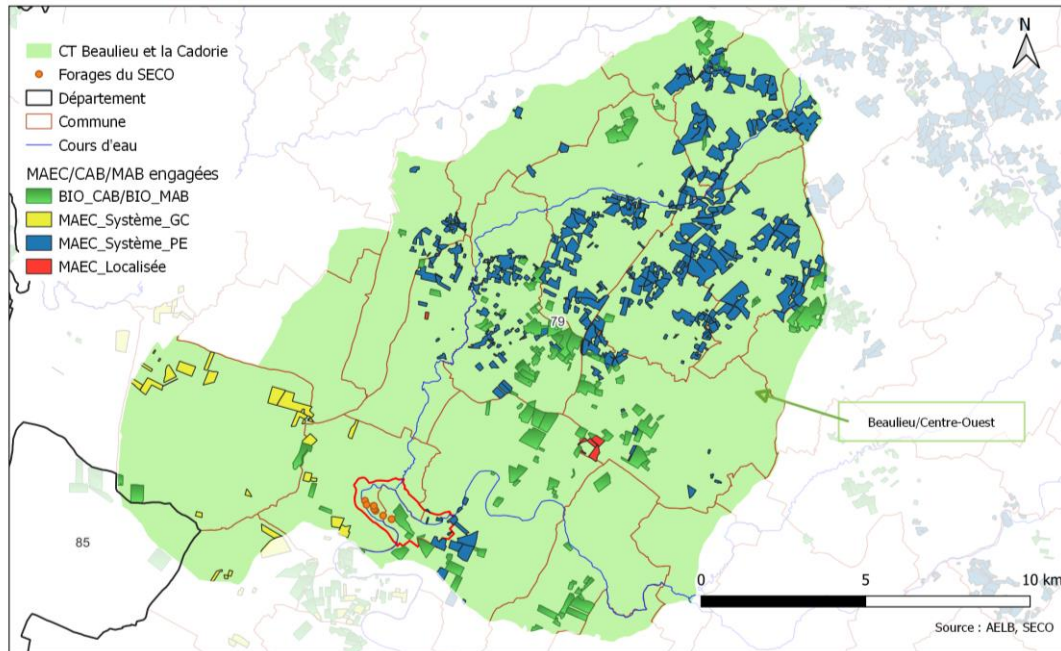 CT Beaulieu et la Cadorie
Forages du SECO
Département
Commune
Cours d'eau
MAEC/CAB/MAB engagées
BIO_CAB/BIO_MAB
MAEC_Système_GC
MAEC_Système_PE
MAEC_Localisée
N
79
Beaulieu/Centre-Ouest
85
0 5 10 km
Source : AELB, SECO